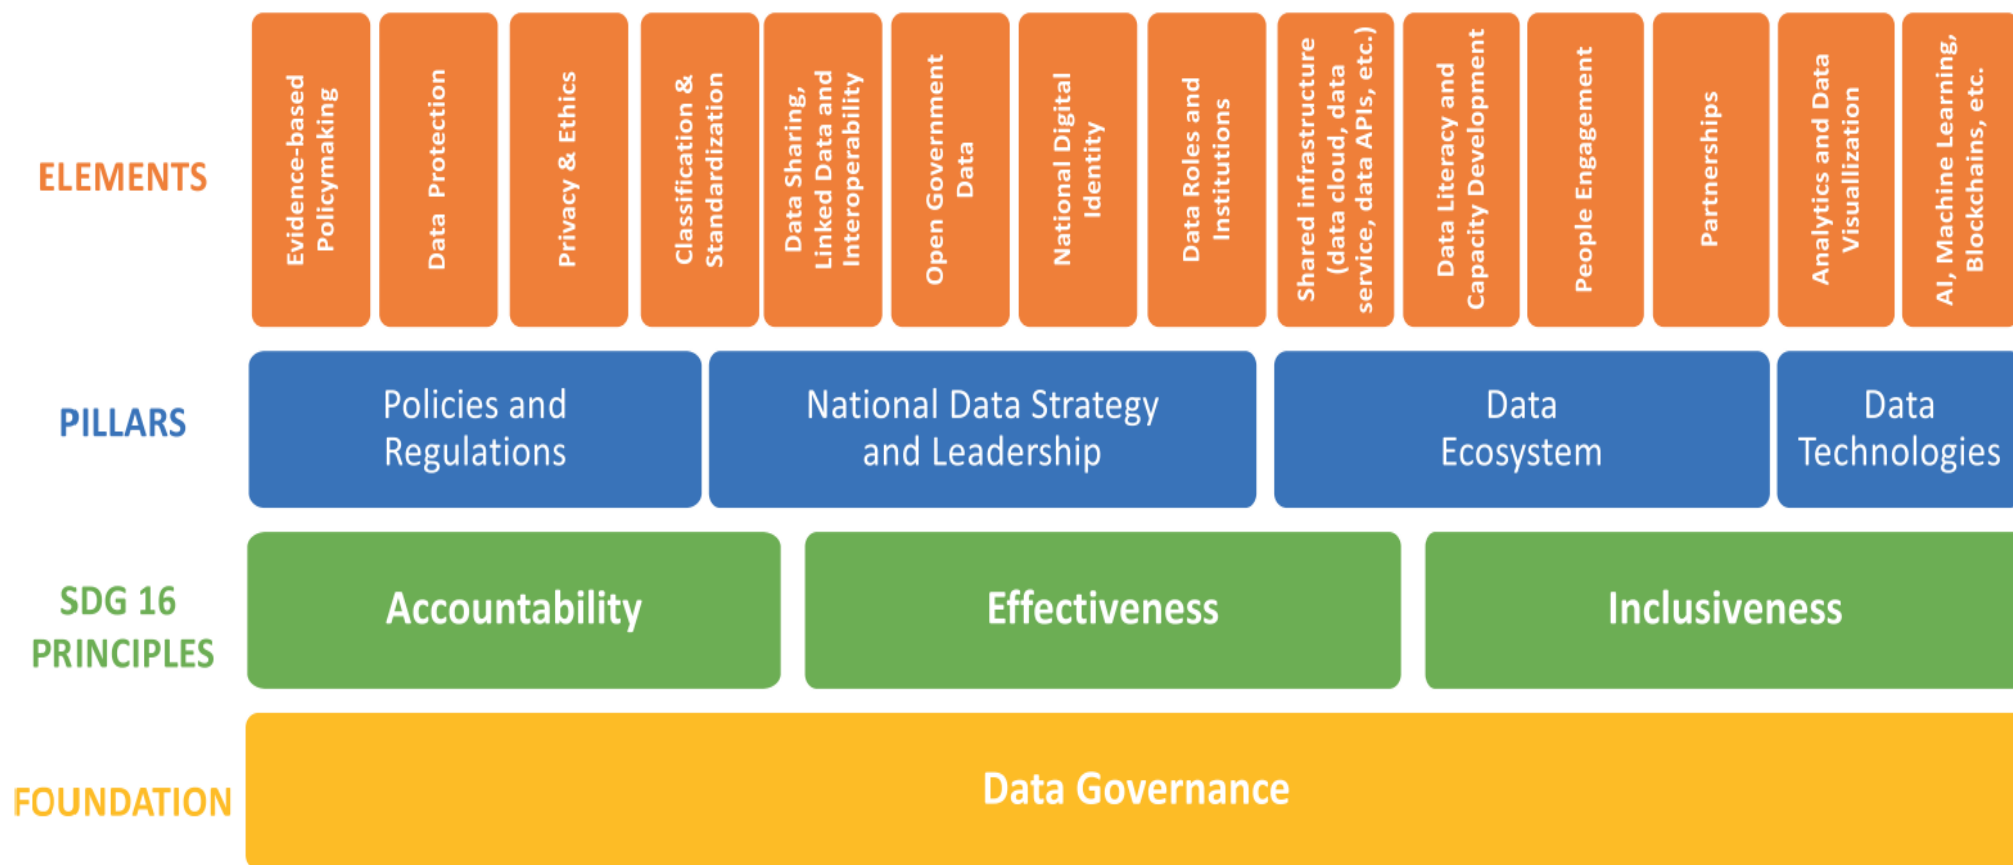 ELEMENTS
Evidence-based
Policymaking
Data Protection
Privacy & Ethics
Classification &
Standardization
Data Sharing,
Linked Data and
Interoperability
Open Government
Data
National Digital
Identity
Data Roles and
Institutions
Shared infrastructure
(data cloud, data
service, data APIs, etc.)
Data Literacy and
Capacity Development
People Engagement
Partnerships
Analytics and Data
Visuallization
AI, Machine Learning,
Blockchains, etc.
PILLARS
Policies and
Regulations
National Data Strategy
and Leadership
Data
Ecosystem
Data
Technologies
SDG 16
PRINCIPLES
Accountability
Effectiveness
Inclusiveness
FOUNDATION
Data Governance